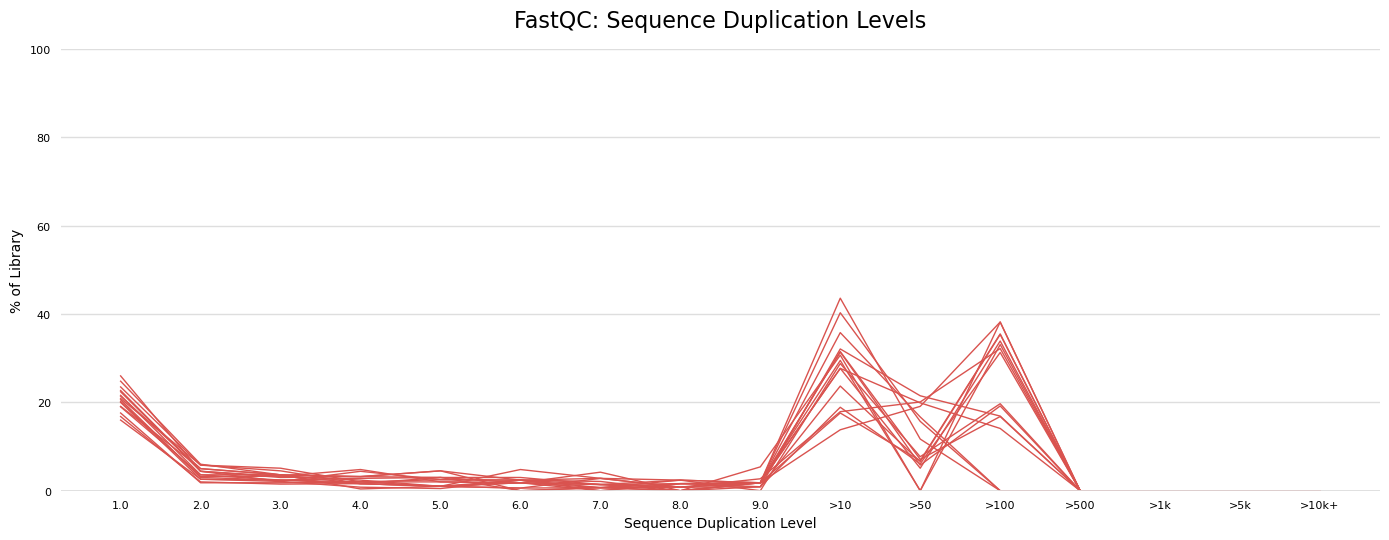 FastQC: Sequence Duplication Levels
100
80
60
40
20
0
% of Library
1.0 2.0 3.0 4.0 5.0 6.0 7.0 8.0 9.0 >10 >50 >100 >500 >1k >5k >10k+
Sequence Duplication Level